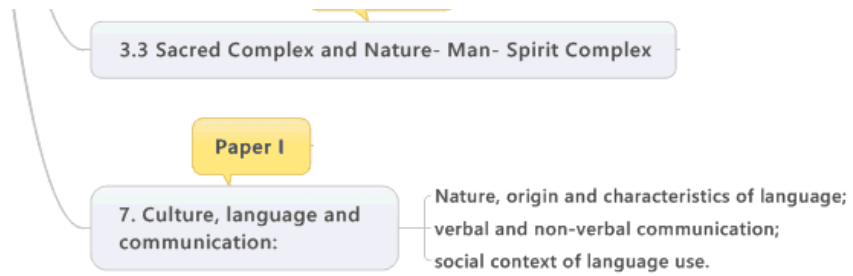 3.3 Sacred Complex and Nature- Man- Spirit Complex
Paper I
7. Culture, language and
communication:
Nature, origin and characteristics of language;
verbal and non-verbal communication;
social context of language use.